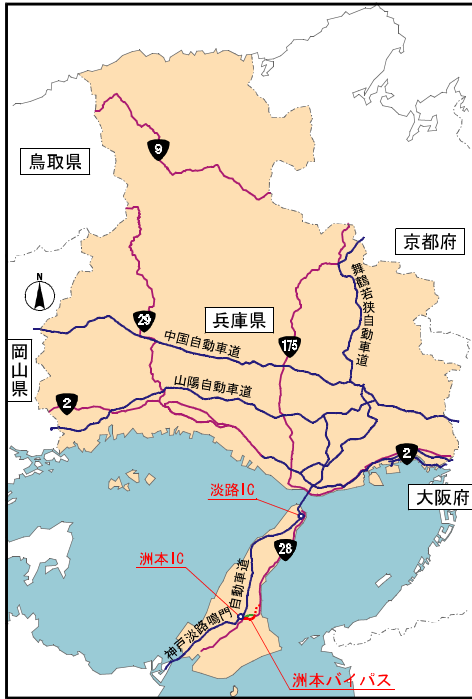 9
鳥取県
京都府
舞鶴若狭自動車道
N
29
兵庫県
175
中国自動車道
岡山県
山陽自動車道
2
2
淡路IC
大阪府
28
洲本IC
神戸淡路鳴門自動車道
洲本バイパス